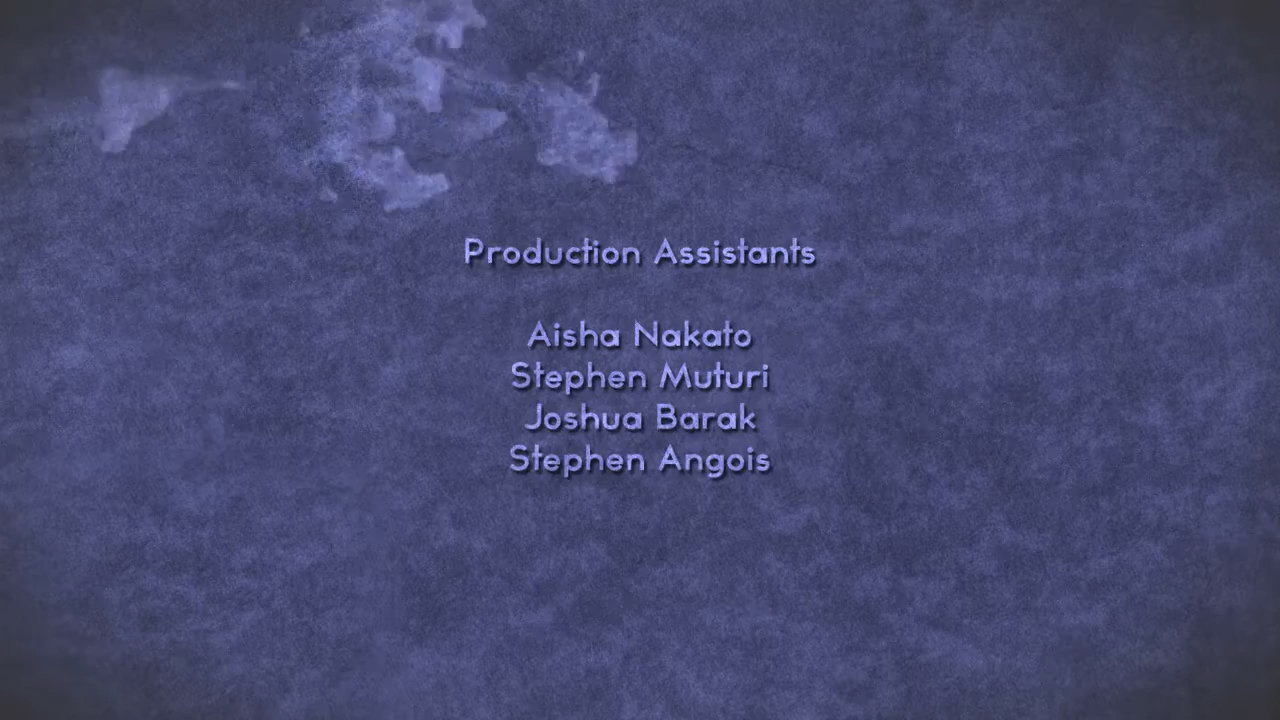 Production Assistants
Aisha Nakato
Stephen Muturi
Joshua Barak
Stephen Angois